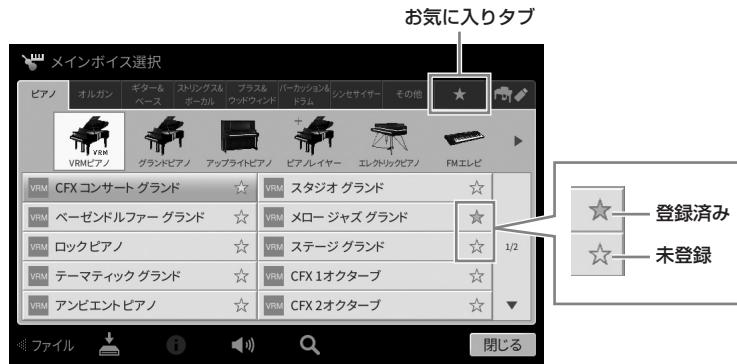 お気に入りタブ
メインボイス選択
ピアノ
オルガン
ギター&
ベース
ストリングス&
ボーカル
ブラス&
ウッドウィンド
パーカッション&
ドラム
シンセサイザー
その他
★
VRM
VRMピアノ
グランドピアノ
アップライトピアノ
ピアノレイヤー
エレクトリックピアノ
FMエレピ
VRM CFX コンサート グランド ☆
VRM スタジオ グランド ☆
VRM ベーゼンドルファー グランド ☆
VRM メロー ジャズ グランド ★
VRM ロックピアノ ☆
VRM ステージ グランド ☆
1/2
VRM テーマティック グランド ☆
VRM CFX 1オクターブ ☆
VRM アンビエントピアノ ☆
VRM CFX 2オクターブ ☆
★ 登録済み
☆ 未登録
ファイル
閉じる